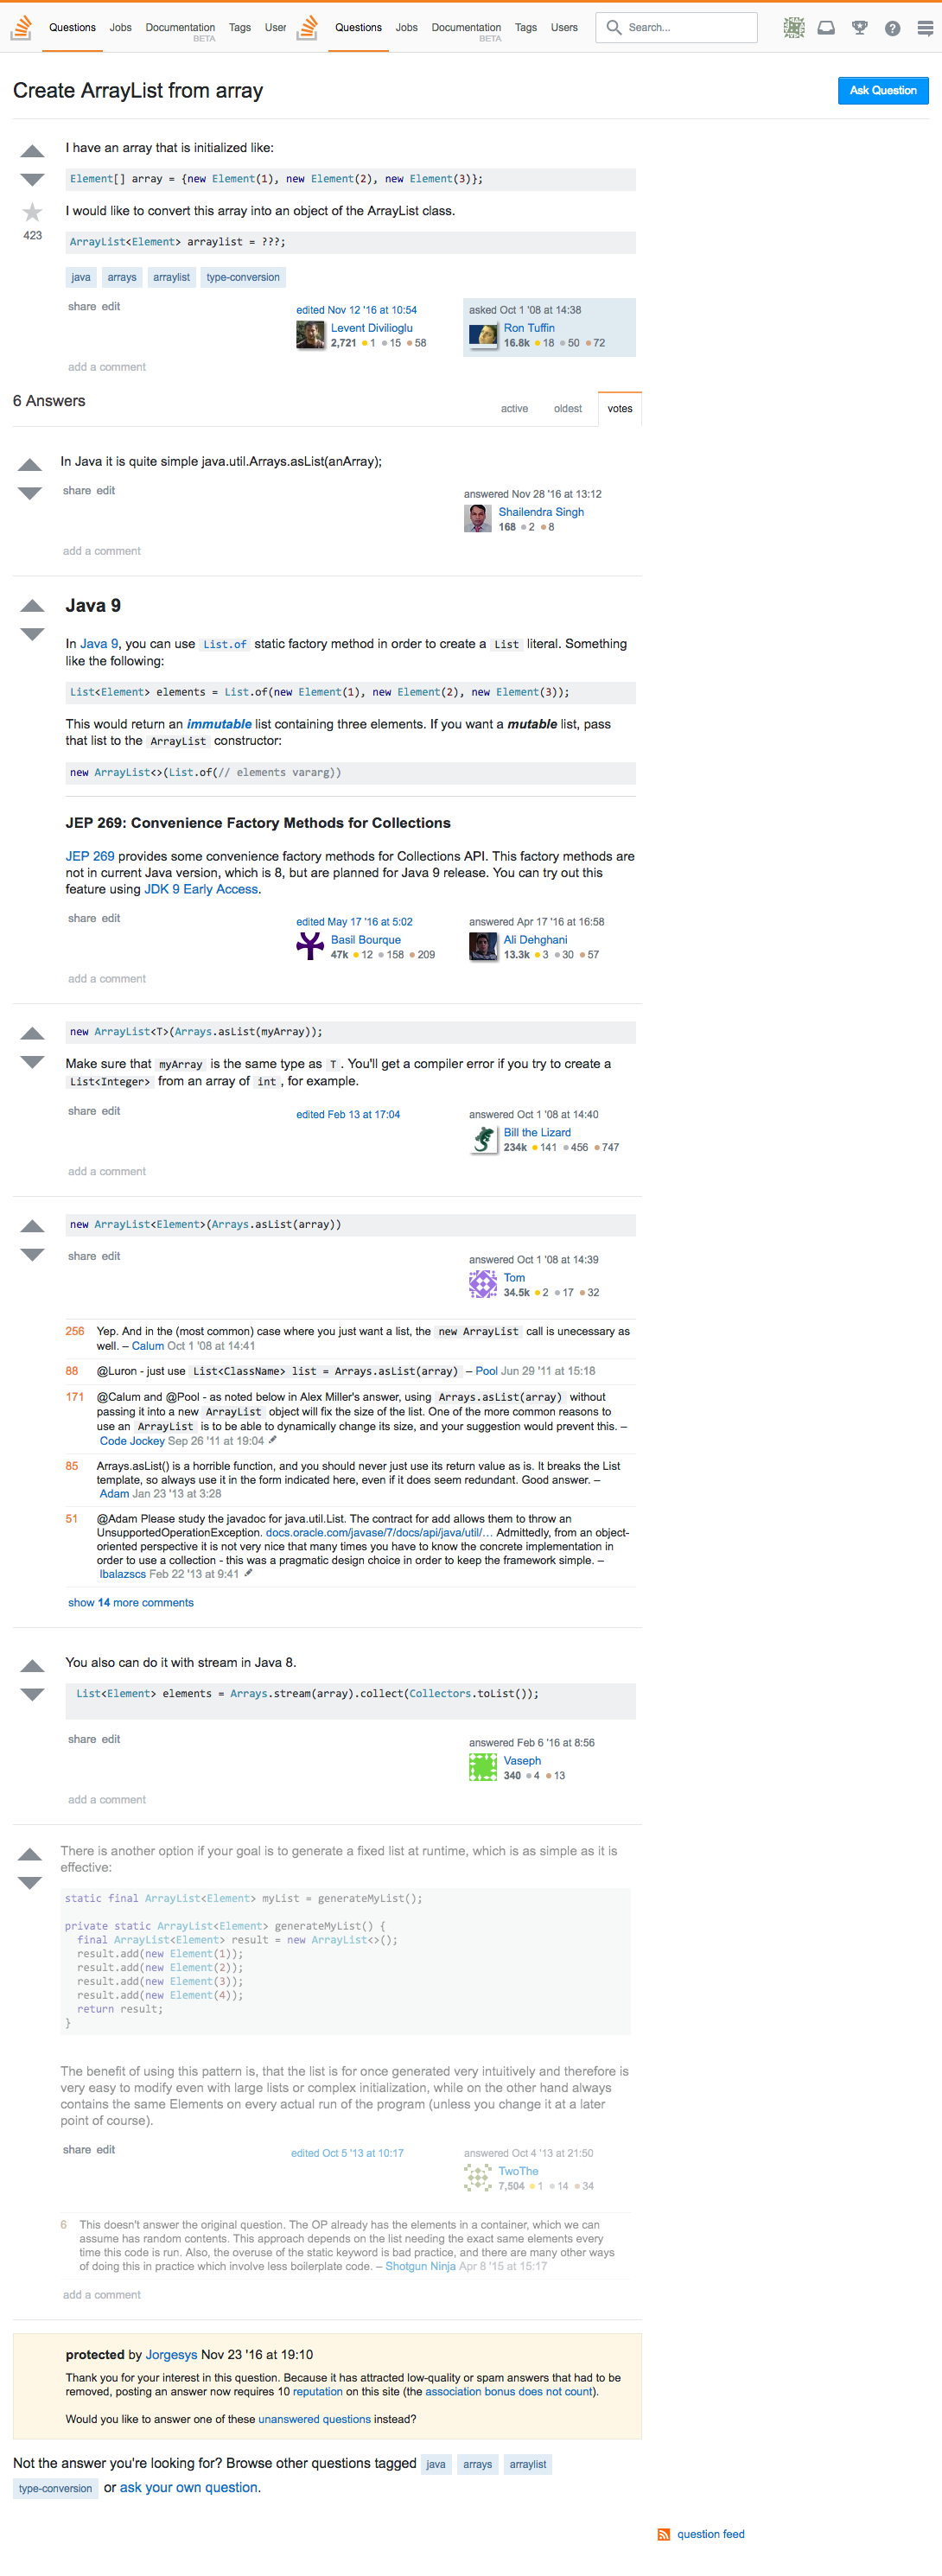 Questions Jobs Documentation BETA Tags User Questions Jobs Documentation BETA Tags Users Search...
Create ArrayList from array
Ask Question
I have an array that is initialized like:
Element[] array = {new Element(1), new Element(2), new Element(3)};
I would like to convert this array into an object of the ArrayList class.
423
ArrayList<Element> arraylist = ???;
java arrays arraylist type-conversion
share edit
edited Nov 12 '16 at 10:54
Levent Divilioglu
2,721 1 15 58
asked Oct 1 '08 at 14:38
Ron Tuffin
16.8k 18 50 72
add a comment
6 Answers
active oldest votes
In Java it is quite simple java.util.Arrays.asList(anArray);
share edit
answered Nov 28 '16 at 13:12
Shailendra Singh
168 2 8
add a comment
Java 9
In Java 9, you can use List.of static factory method in order to create a List literal. Something
like the following:
List<Element> elements = List.of(new Element(1), new Element(2), new Element(3));
This would return an immutable list containing three elements. If you want a mutable list, pass
that list to the ArrayList constructor:
new ArrayList<>(List.of(// elements vararg))
JEP 269: Convenience Factory Methods for Collections
JEP 269 provides some convenience factory methods for Collections API. This factory methods are
not in current Java version, which is 8, but are planned for Java 9 release. You can try out this
feature using JDK 9 Early Access.
share edit
edited May 17 '16 at 5:02
Basil Bourque
47k 12 158 209
answered Apr 17 '16 at 16:58
Ali Dehghani
13.3k 3 30 57
add a comment
new ArrayList<T>(Arrays.asList(myArray));
Make sure that myArray is the same type as T. You'll get a compiler error if you try to create a
List<Integer> from an array of int, for example.
share edit
edited Feb 13 at 17:04
answered Oct 1 '08 at 14:40
Bill the Lizard
234k 141 456 747
add a comment
new ArrayList<Element>(Arrays.asList(array))
share edit
answered Oct 1 '08 at 14:39
Tom
34.5k 2 17 32
256 Yep. And in the (most common) case where you just want a list, the new ArrayList call is unecessary as
well. – Calum Oct 1 '08 at 14:41
88 @Luron - just use List<ClassName> list = Arrays.asList(array) – Pool Jun 29 '11 at 15:18
171 @Calum and @Pool - as noted below in Alex Miller's answer, using Arrays.asList(array) without
passing it into a new ArrayList object will fix the size of the list. One of the more common reasons to
use an ArrayList is to be able to dynamically change its size, and your suggestion would prevent this. –
Code Jockey Sep 26 '11 at 19:04
85 Arrays.asList() is a horrible function, and you should never just use its return value as is. It breaks the List
template, so always use it in the form indicated here, even if it does seem redundant. Good answer. –
Adam Jan 23 '13 at 3:28
51 @Adam Please study the javadoc for java.util.List. The contract for add allows them to throw an
UnsupportedOperationException. docs.oracle.com/javase/7/docs/api/java/util/… Admittedly, from an object-
oriented perspective it is not very nice that many times you have to know the concrete implementation in
order to use a collection - this was a pragmatic design choice in order to keep the framework simple. –
lbalazscs Feb 22 '13 at 9:41
show 14 more comments
You also can do it with stream in Java 8.
List<Element> elements = Arrays.stream(array).collect(Collectors.toList());
share edit
answered Feb 6 '16 at 8:56
Vaseph
340 4 13
add a comment
There is another option if your goal is to generate a fixed list at runtime, which is as simple as it is
effective:
static final ArrayList<Element> myList = generateMyList();
private static ArrayList<Element> generateMyList() {
final ArrayList<Element> result = new ArrayList<>();
result.add(new Element(1));
result.add(new Element(2));
result.add(new Element(3));
result.add(new Element(4));
return result;
}
The benefit of using this pattern is, that the list is for once generated very intuitively and therefore is
very easy to modify even with large lists or complex initialization, while on the other hand always
contains the same Elements on every actual run of the program (unless you change it at a later
point of course).
share edit
edited Oct 5 '13 at 10:17
answered Oct 4 '13 at 21:50
TwoThe
7,504 1 14 34
6 This doesn't answer the original question. The OP already has the elements in a container, which we can
assume has random contents. This approach depends on the list needing the exact same elements every
time this code is run. Also, the overuse of the static keyword is bad practice, and there are many other ways
of doing this in practice which involve less boilerplate code. – Shotgun Ninja Apr 8 '15 at 15:17
add a comment
protected by Jorgesys Nov 23 '16 at 19:10
Thank you for your interest in this question. Because it has attracted low-quality or spam answers that had to be
removed, posting an answer now requires 10 reputation on this site (the association bonus does not count).
Would you like to answer one of these unanswered questions instead?
Not the answer you're looking for? Browse other questions tagged java arrays arraylist
type-conversion or ask your own question.
question feed